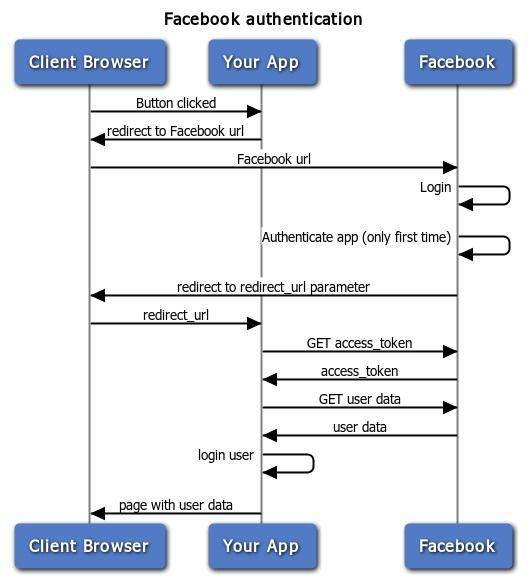 Facebook authentication
Client Browser
Your App
Facebook
Button clicked
redirect to Facebook url
Facebook url
Login
Authenticate app (only first time)
redirect to redirect_url parameter
redirect_url
GET access_token
access_token
GET user data
user data
login user
page with user data
Client Browser
Your App
Facebook